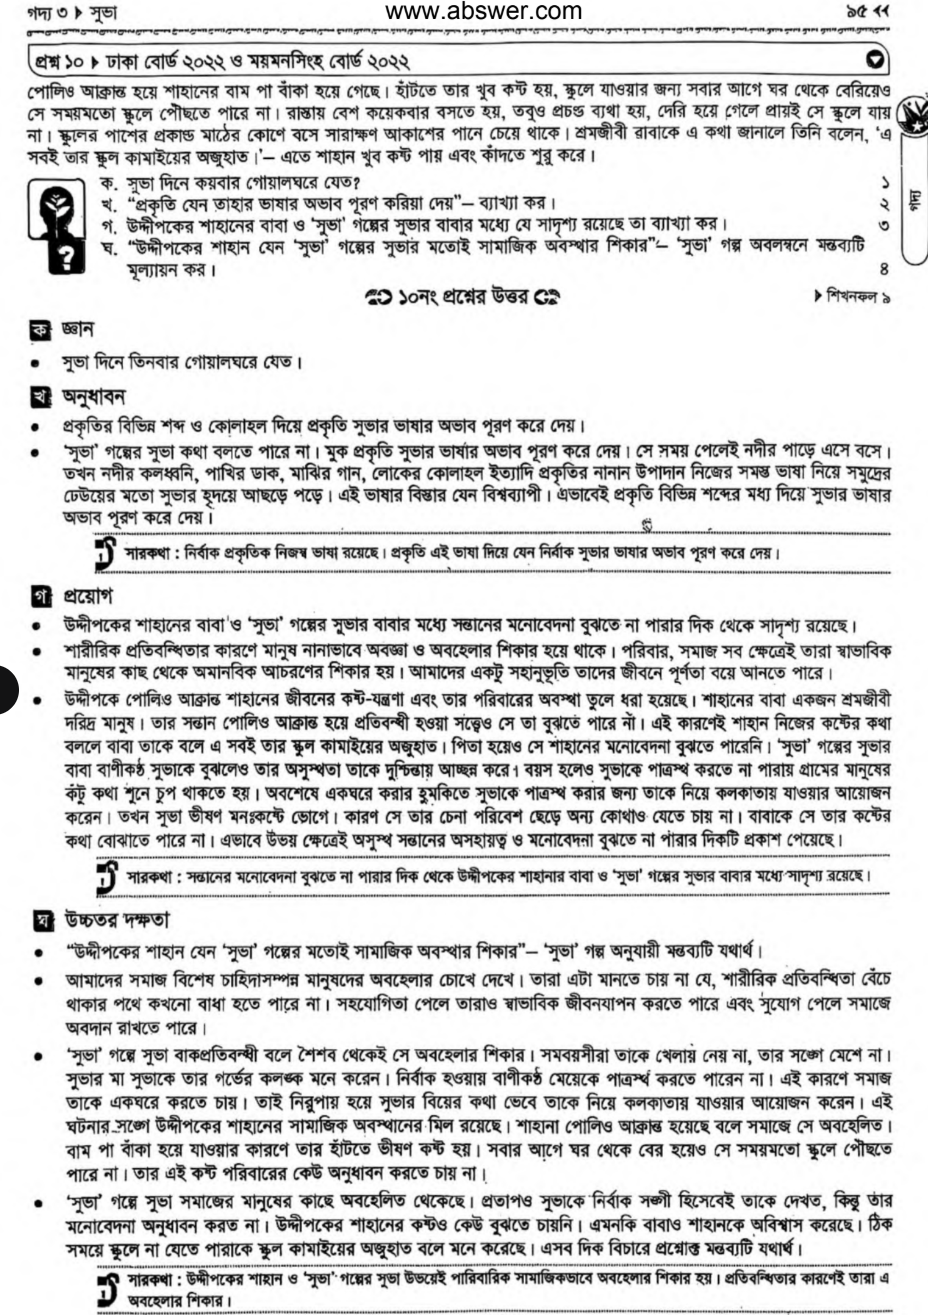 গদ্য ৩ ▶ সুভা
www.abswer.com
৯৫ ◀◀
প্রশ্ন ১০ ▶ ঢাকা বোর্ড ২০২২ ও ময়মনসিংহ বোর্ড ২০২২
পোলিও আক্রান্ত হয়ে শাহানের বাম পা বাঁকা হয়ে গেছে। হাঁটতে তার খুব কষ্ট হয়, স্কুলে যাওয়ার জন্য সবার আগে ঘর থেকে বেরিয়েও
সে সময়মতো স্কুলে পৌঁছতে পারে না। রাস্তায় বেশ কয়েকবার বসতে হয়, তবুও প্রচন্ড ব্যথা হয়, দেরি হয়ে গেলে প্রায়ই সে স্কুলে যায়
না। স্কুলের পাশের প্রকান্ড মাঠের কোণে বসে সারাক্ষণ আকাশের পানে চেয়ে থাকে। শ্রমজীবী বাবাকে এ কথা জানালে তিনি বলেন, ‘এ
সবই তার স্কুল কামাইয়ের অজুহাত।’— এতে শাহান খুব কষ্ট পায় এবং কাঁদতে শুরু করে।
ক. সুভা দিনে কয়বার গোয়ালঘরে যেত? ১
খ. “প্রকৃতি যেন তাহার ভাষার অভাব পূরণ করিয়া দেয়”— ব্যাখ্যা কর। ২
গ. উদ্দীপকের শাহানের বাবা ও ‘সুভা’ গল্পের সুভার বাবার মধ্যে যে সাদৃশ্য রয়েছে তা ব্যাখ্যা কর। ৩
ঘ. “উদ্দীপকের শাহান যেন ‘সুভা’ গল্পের সুভার মতোই সামাজিক অবস্থার শিকার”— ‘সুভা’ গল্প অবলম্বনে মন্তব্যটি
মূল্যায়ন কর। ৪
গদ্য
১০নং প্রশ্নের উত্তর
▶ শিখনফল ৯
ক জ্ঞান
● সুভা দিনে তিনবার গোয়ালঘরে যেত।
খ অনুধাবন
● প্রকৃতির বিভিন্ন শব্দ ও কোলাহল দিয়ে প্রকৃতি সুভার ভাষার অভাব পূরণ করে দেয়।
● ‘সুভা’ গল্পের সুভা কথা বলতে পারে না। মূক প্রকৃতি সুভার ভাষার অভাব পূরণ করে দেয়। সে সময় পেলেই নদীর পাড়ে এসে বসে।
তখন নদীর কলধ্বনি, পাখির ডাক, মাঝির গান, লোকের কোলাহল ইত্যাদি প্রকৃতির নানান উপাদান নিজের সমস্ত ভাষা নিয়ে সমুদ্রের
ঢেউয়ের মতো সুভার হৃদয়ে আছড়ে পড়ে। এই ভাষার বিস্তার যেন বিশ্বব্যাপী। এভাবেই প্রকৃতি বিভিন্ন শব্দের মধ্য দিয়ে সুভার ভাষার
অভাব পূরণ করে দেয়।
সারকথা : নির্বাক প্রকৃতিক নিজস্ব ভাষা রয়েছে। প্রকৃতি এই ভাষা দিয়ে যেন নির্বাক সুভার ভাষার অভাব পূরণ করে দেয়।
গ প্রয়োগ
● উদ্দীপকের শাহানের বাবা ও ‘সুভা’ গল্পের সুভার বাবার মধ্যে সন্তানের মনোবেদনা বুঝতে না পারার দিক থেকে সাদৃশ্য রয়েছে।
● শারীরিক প্রতিবন্ধিতার কারণে মানুষ নানাভাবে অবজ্ঞা ও অবহেলার শিকার হয়ে থাকে। পরিবার, সমাজ সব ক্ষেত্রেই তারা স্বাভাবিক
মানুষের কাছ থেকে অমানবিক আচরণের শিকার হয়। আমাদের একটু সহানুভূতি তাদের জীবনে পূর্ণতা বয়ে আনতে পারে।
● উদ্দীপকে পোলিও আক্রান্ত শাহানের জীবনের কষ্ট-যন্ত্রণা এবং তার পরিবারের অবস্থা তুলে ধরা হয়েছে। শাহানের বাবা একজন শ্রমজীবী
দরিদ্র মানুষ। তার সন্তান পোলিও আক্রান্ত হয়ে প্রতিবন্ধী হওয়া সত্ত্বেও সে তা বুঝতে পারে না। এই কারণেই শাহান নিজের কষ্টের কথা
বললে বাবা তাকে বলে এ সবই তার স্কুল কামাইয়ের অজুহাত। পিতা হয়েও সে শাহানের মনোবেদনা বুঝতে পারেনি। ‘সুভা’ গল্পের সুভার
বাবা বাণীকণ্ঠ সুভাকে বুঝলেও তার অসুস্থতা তাকে দুশ্চিন্তায় আচ্ছন্ন করে। বয়স হলেও সুভাকে পাত্রস্থ করতে না পারায় গ্রামের মানুষের
কটু কথা শুনে চুপ থাকতে হয়। অবশেষে একঘরে করার হুমকিতে সুভাকে পাত্রস্থ করার জন্য তাকে নিয়ে কলকাতায় যাওয়ার আয়োজন
করেন। তখন সুভা ভীষণ মনঃকষ্টে ভোগে। কারণ সে তার চেনা পরিবেশ ছেড়ে অন্য কোথাও যেতে চায় না। বাবাকে সে তার কষ্টের
কথা বোঝাতে পারে না। এভাবে উভয় ক্ষেত্রেই অসুস্থ সন্তানের অসহায়ত্ব ও মনোবেদনা বুঝতে না পারার দিকটি প্রকাশ পেয়েছে।
সারকথা : সন্তানের মনোবেদনা বুঝতে না পারার দিক থেকে উদ্দীপকের শাহানার বাবা ও ‘সুভা’ গল্পের সুভার বাবার মধ্যে সাদৃশ্য রয়েছে।
ঘ উচ্চতর দক্ষতা
● “উদ্দীপকের শাহান যেন ‘সুভা’ গল্পের মতোই সামাজিক অবস্থার শিকার”— ‘সুভা’ গল্প অনুযায়ী মন্তব্যটি যথার্থ।
● আমাদের সমাজ বিশেষ চাহিদাসম্পন্ন মানুষদের অবহেলার চোখে দেখে। তারা এটা মানতে চায় না যে, শারীরিক প্রতিবন্ধিতা বেঁচে
থাকার পথে কখনো বাধা হতে পারে না। সহযোগিতা পেলে তারাও স্বাভাবিক জীবনযাপন করতে পারে এবং সুযোগ পেলে সমাজে
অবদান রাখতে পারে।
● ‘সুভা’ গল্পে সুভা বাকপ্রতিবন্ধী বলে শৈশব থেকেই সে অবহেলার শিকার। সমবয়সীরা তাকে খেলায় নেয় না, তার সঙ্গে মেশে না।
সুভার মা সুভাকে তার গর্ভের কলঙ্ক মনে করেন। নির্বাক হওয়ায় বাণীকণ্ঠ মেয়েকে পাত্রস্থ করতে পারেন না। এই কারণে সমাজ
তাকে একঘরে করতে চায়। তাই নিরুপায় হয়ে সুভার বিয়ের কথা ভেবে তাকে নিয়ে কলকাতায় যাওয়ার আয়োজন করেন। এই
ঘটনার সঙ্গে উদ্দীপকের শাহানের সামাজিক অবস্থানের মিল রয়েছে। শাহানা পোলিও আক্রান্ত হয়েছে বলে সমাজে সে অবহেলিত।
বাম পা বাঁকা হয়ে যাওয়ার কারণে তার হাঁটতে ভীষণ কষ্ট হয়। সবার আগে ঘর থেকে বের হয়েও সে সময়মতো স্কুলে পৌঁছতে
পারে না। তার এই কষ্ট পরিবারের কেউ অনুধাবন করতে চায় না।
● ‘সুভা’ গল্পে সুভা সমাজের মানুষের কাছে অবহেলিত থেকেছে। প্রতাপও সুভাকে নির্বাক সঙ্গী হিসেবেই তাকে দেখত, কিন্তু তার
মনোবেদনা অনুধাবন করত না। উদ্দীপকের শাহানের কষ্টও কেউ বুঝতে চায়নি। এমনকি বাবাও শাহানকে অবিশ্বাস করেছে। ঠিক
সময়ে স্কুলে না যেতে পারাকে স্কুল কামাইয়ের অজুহাত বলে মনে করেছে। এসব দিক বিচারে প্রশ্নোক্ত মন্তব্যটি যথার্থ।
সারকথা : উদ্দীপকের শাহান ও ‘সুভা’ গল্পের সুভা উভয়েই পারিবারিক সামাজিকভাবে অবহেলার শিকার হয়। প্রতিবন্ধিতার কারণেই তারা এ
অবহেলার শিকার।